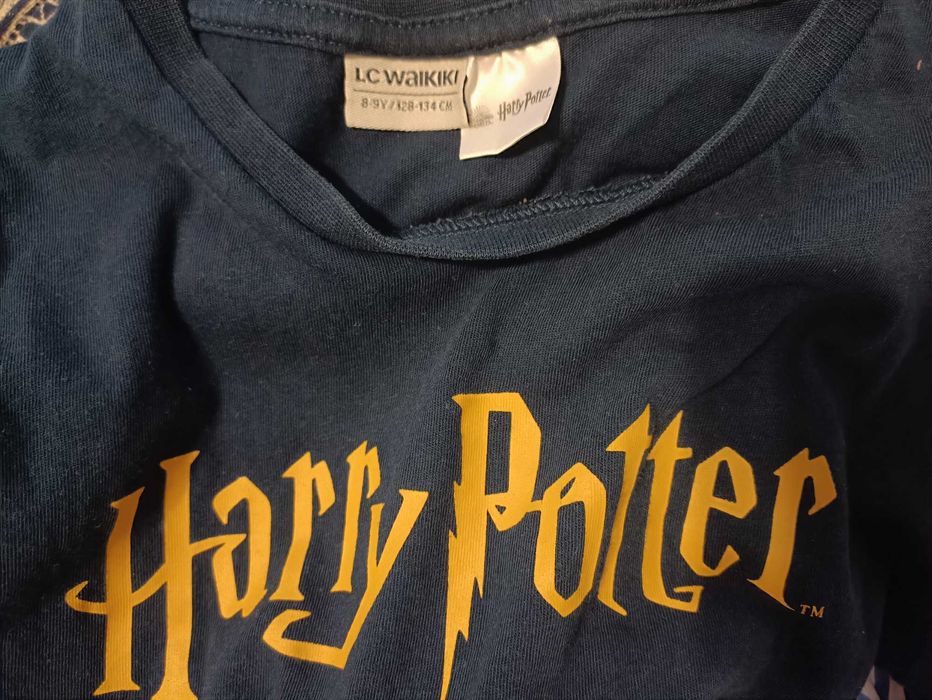 LC WAIKIKI
8-9Y/128-134 CM
Harry Potter
Harry Potter
TM